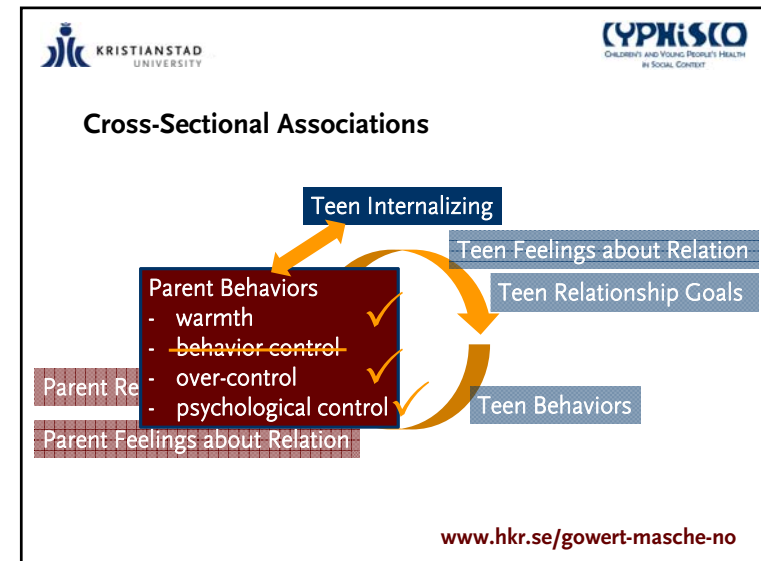 KRISTIANSTAD
UNIVERSITY
CYPHiSCO
CHILDREN'S AND YOUNG PEOPLE'S HEALTH
IN SOCIAL CONTEXT
Cross-Sectional Associations
Teen Internalizing
Teen Feelings about Relation
Teen Relationship Goals
Parent Behaviors
- warmth
- behavior control
- over-control
- psychological control
Parent Re
Teen Behaviors
Parent Feelings about Relation
www.hkr.se/gowert-masche-no